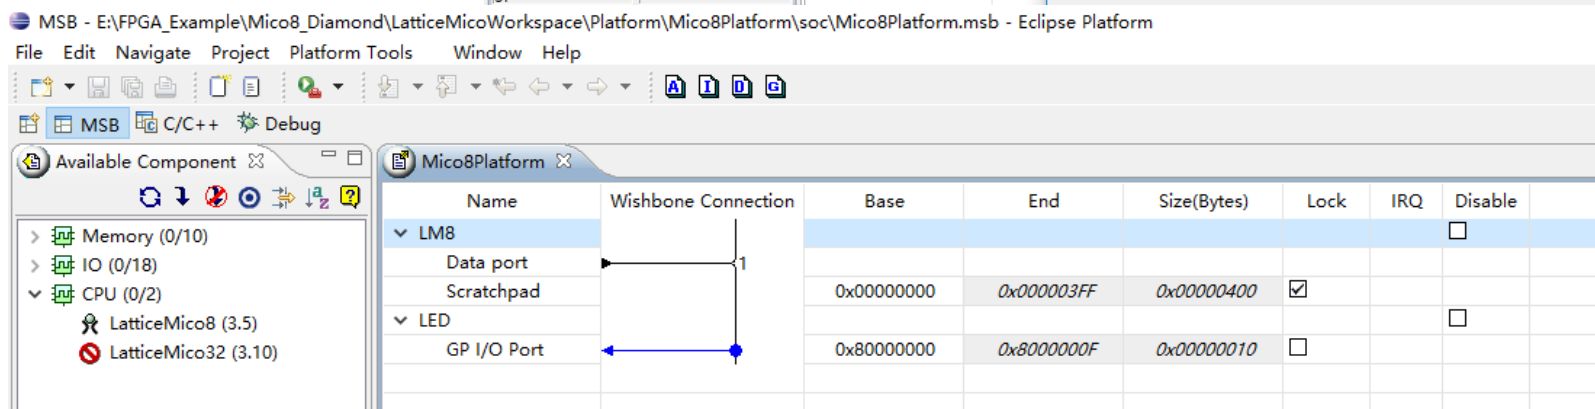 MSB - E:\FPGA_Example\Mico8_Diamond\LatticeMicoWorkspace\Platform\Mico8Platform\soc\Mico8Platform.msb - Eclipse Platform
File Edit Navigate Project Platform Tools Window Help
A I D G
MSB C/C++ Debug
Available Component
Mico8Platform
Name Wishbone Connection Base End Size(Bytes) Lock IRQ Disable
Memory (0/10)
IO (0/18)
CPU (0/2)
LatticeMico8 (3.5)
LatticeMico32 (3.10)
LM8
Data port 1
Scratchpad 0x00000000 0x000003FF 0x00000400
LED
GP I/O Port 0x80000000 0x8000000F 0x00000010